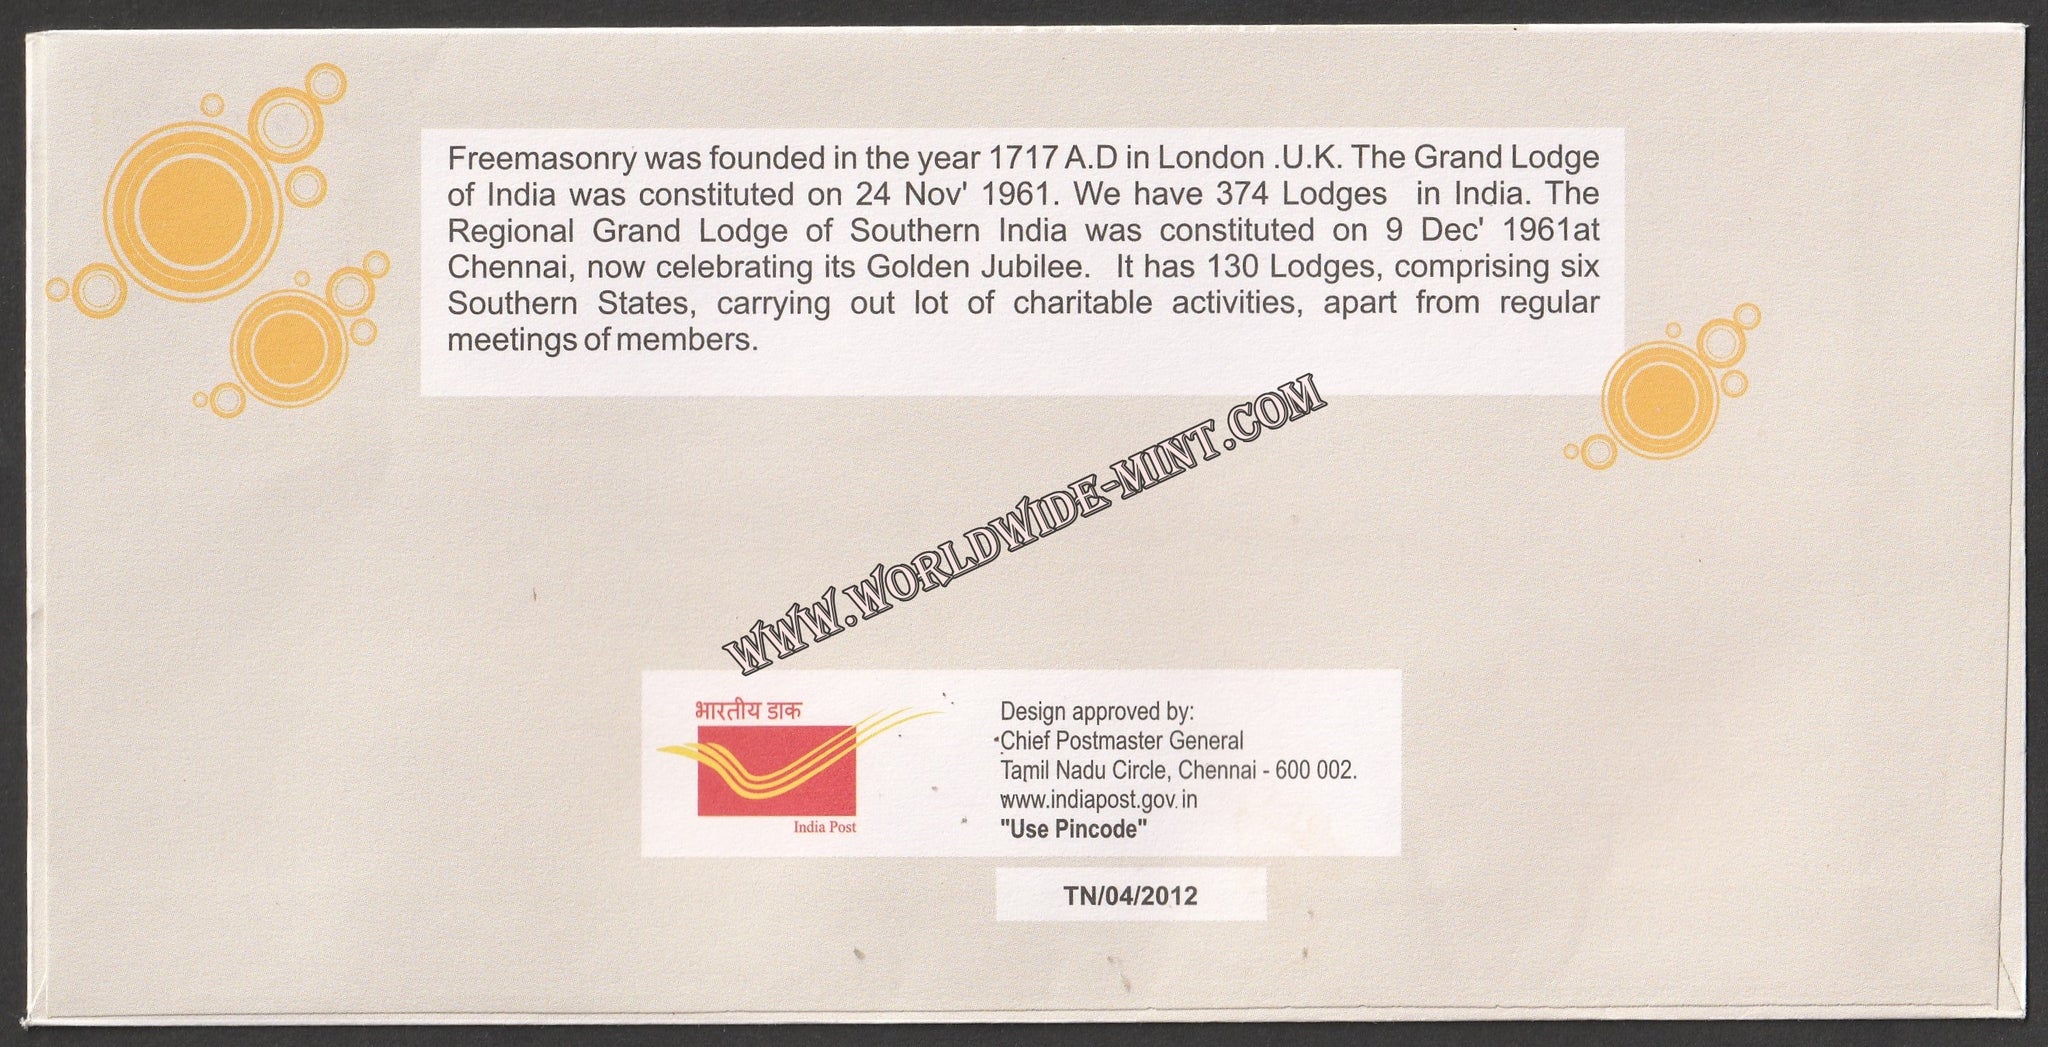 Freemasonry was founded in the year 1717 A.D in London .U.K. The Grand Lodge
of India was constituted on 24 Nov' 1961. We have 374 Lodges in India. The
Regional Grand Lodge of Southern India was constituted on 9 Dec' 1961at
Chennai, now celebrating its Golden Jubilee. It has 130 Lodges, comprising six
Southern States, carrying out lot of charitable activities, apart from regular
meetings of members.
WWW.WORLDWIDE-MINT.COM
भारतीय डाक
India Post
Design approved by:
Chief Postmaster General
Tamil Nadu Circle, Chennai - 600 002.
www.indiapost.gov.in
"Use Pincode"
TN/04/2012